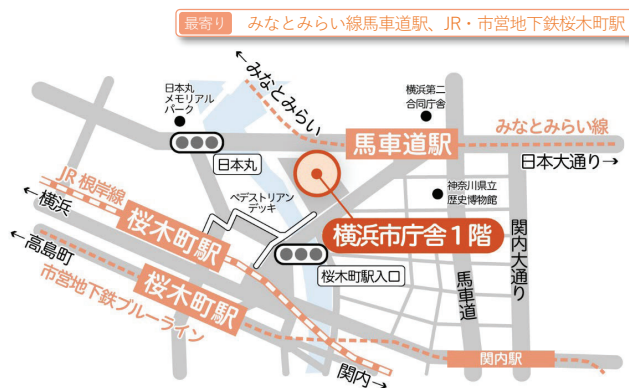 最寄り みなとみらい線馬車道駅、JR・市営地下鉄桜木町駅
←みなとみらい
日本丸
メモリアル
パーク
横浜第二
合同庁舎
馬車道駅
みなとみらい線
日本大通り→
日本丸
JR 根岸線
←横浜
ペデストリアン
デッキ
神奈川県立
歴史博物館
桜木町駅
横浜市庁舎1階
←高島町
桜木町駅
桜木町駅入口
馬車道
関内大通り
市営地下鉄ブルーライン
関内駅
関内→